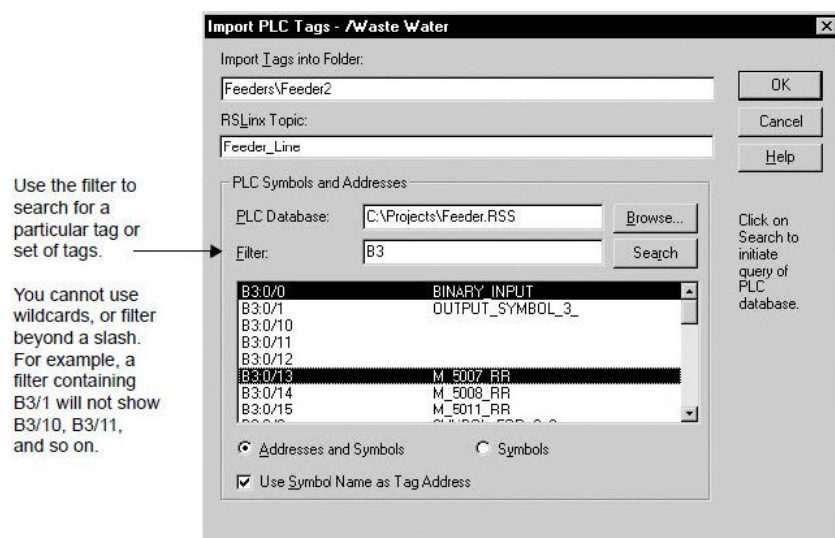 Import PLC Tags - /Waste Water
Import Tags into Folder:
Feeders\Feeder2
OK
RSLinx Topic:
Cancel
Feeder_Line
Help
Use the filter to
search for a
particular tag or
set of tags.
You cannot use
wildcards, or filter
beyond a slash.
For example, a
filter containing
B3/1 will not show
B3/10, B3/11,
and so on.
PLC Symbols and Addresses
PLC Database:
C:\Projects\Feeder.RSS
Browse...
Filter:
B3
Search
Click on
Search to
initiate
query of
PLC
database.
B3:0/0 BINARY_INPUT
B3:0/1 OUTPUT_SYMBOL_3_
B3:0/10
B3:0/11
B3:0/12
B3:0/13 M_5007_RR
B3:0/14 M_5008_RR
B3:0/15 M_5011_RR
Addresses and Symbols
Symbols
Use Symbol Name as Tag Address